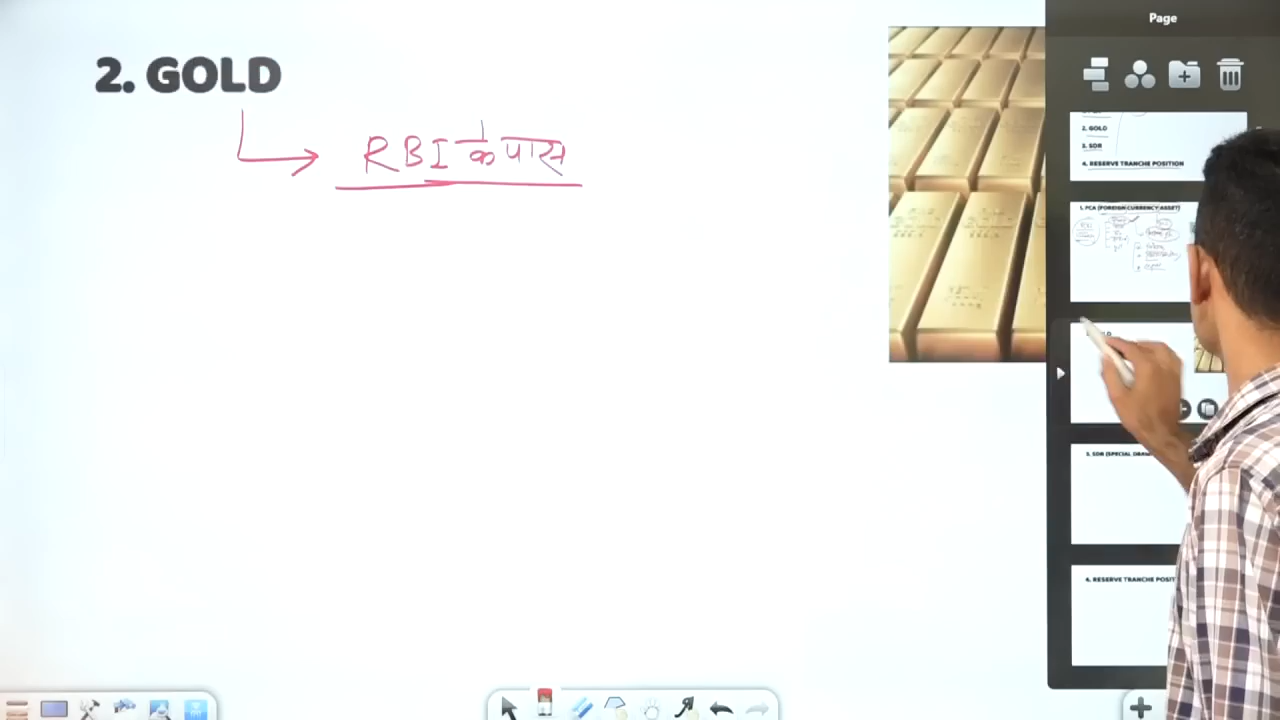 2. GOLD
RBI के पास
Page
2. GOLD
3. SDR
4. RESERVE TRANCHE POSITION
1. FCA (FOREIGN CURRENCY ASSET)
3. SDR (SPECIAL
4. RESERVE TRANCHE POSIT